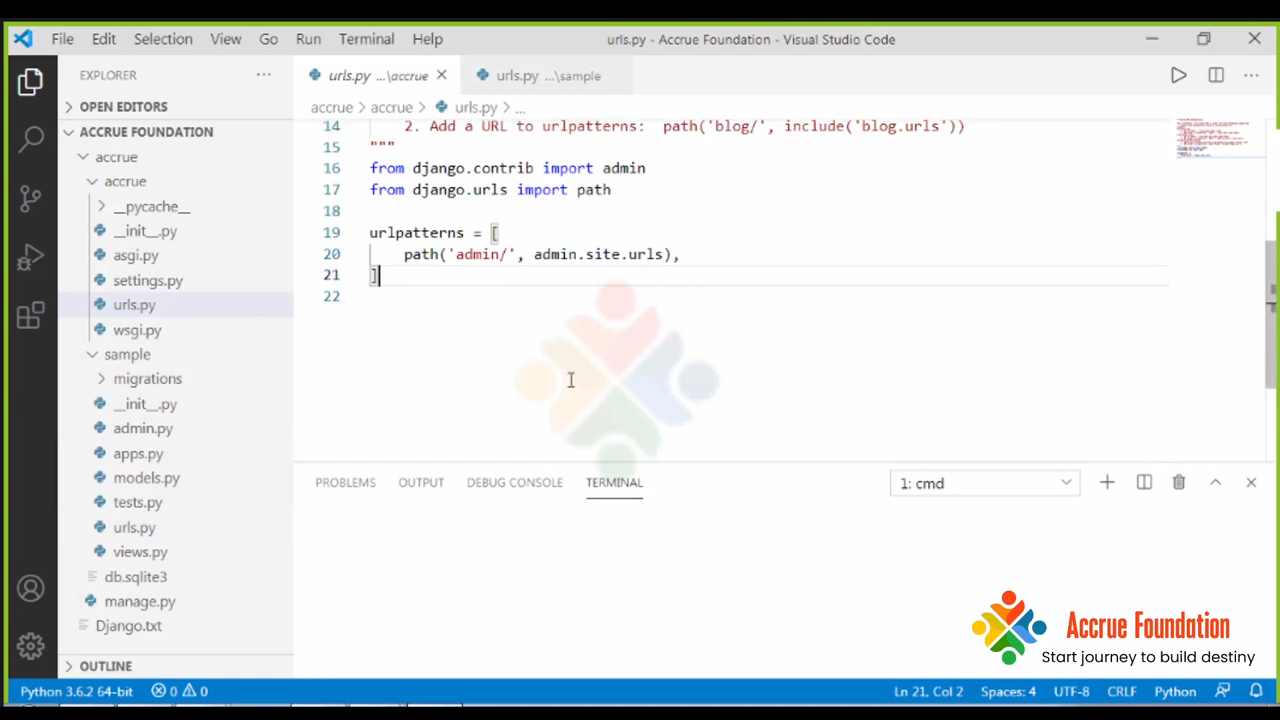 File Edit Selection View Go Run Terminal Help
urls.py - Accrue Foundation - Visual Studio Code
EXPLORER
OPEN EDITORS
ACCRUE FOUNDATION
accrue
accrue
__pycache__
__init__.py
asgi.py
settings.py
urls.py
wsgi.py
sample
migrations
__init__.py
admin.py
apps.py
models.py
tests.py
urls.py
views.py
db.sqlite3
manage.py
Django.txt
OUTLINE
urls.py ...\accrue
urls.py ...\sample
accrue > accrue > urls.py > ...
14 2. Add a URL to urlpatterns:  path('blog/', include('blog.urls'))
15 """
16 from django.contrib import admin
17 from django.urls import path
18
19 urlpatterns = [
20 path('admin/', admin.site.urls),
21 ]
22
PROBLEMS OUTPUT DEBUG CONSOLE TERMINAL
1: cmd
Accrue Foundation
Start journey to build destiny
Python 3.6.2 64-bit 0 0 Ln 21, Col 2 Spaces: 4 UTF-8 CRLF Python